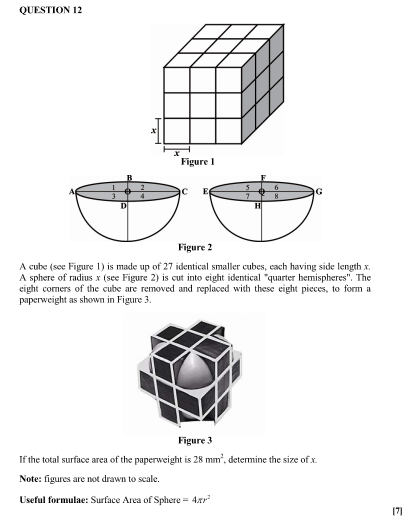 QUESTION 12
x
x
Figure 1
B
F
A
1
2
O
C
E
5
6
G
3
4
7
8
D
H
Figure 2
A cube (see Figure 1) is made up of 27 identical smaller cubes, each having side length x.
A sphere of radius x (see Figure 2) is cut into eight identical "quarter hemispheres". The
eight corners of the cube are removed and replaced with these eight pieces, to form a
paperweight as shown in Figure 3.
Figure 3
If the total surface area of the paperweight is 28 mm², determine the size of x.
Note: figures are not drawn to scale.
Useful formulae: Surface Area of Sphere = 4πr²
[7]